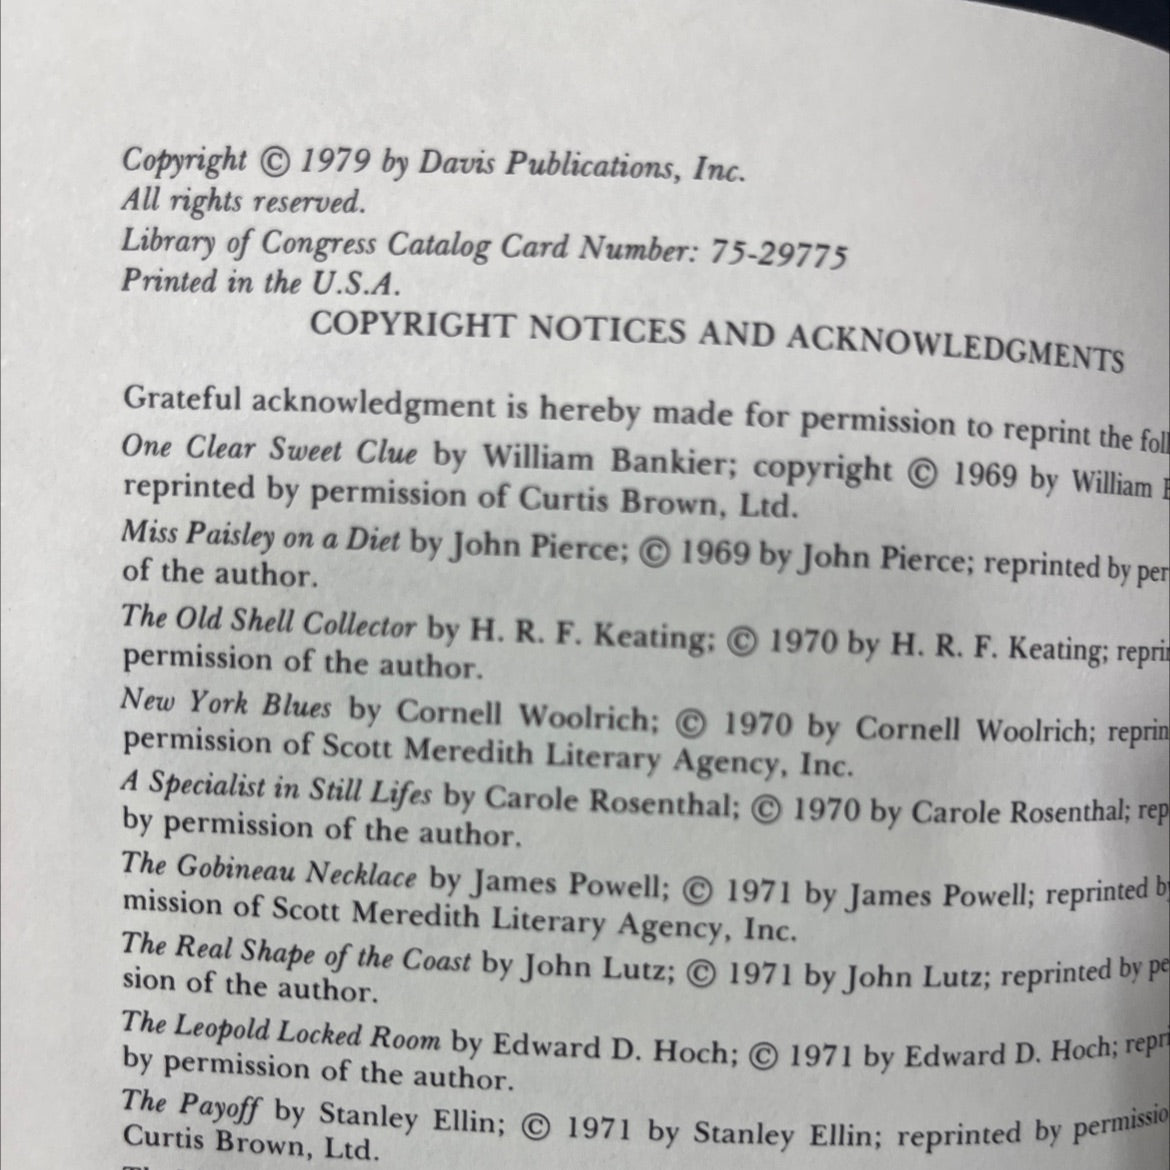 Copyright © 1979 by Davis Publications, Inc.
All rights reserved.
Library of Congress Catalog Card Number: 75-29775
Printed in the U.S.A.
COPYRIGHT NOTICES AND ACKNOWLEDGMENTS
Grateful acknowledgment is hereby made for permission to reprint the
One Clear Sweet Clue by William Bankier; copyright © 1969 by William
reprinted by permission of Curtis Brown, Ltd.
Miss Paisley on a Diet by John Pierce; © 1969 by John Pierce; reprinted by
of the author.
The Old Shell Collector by H. R. F. Keating; © 1970 by H. R. F. Keating;
permission of the author.
New York Blues by Cornell Woolrich; © 1970 by Cornell Woolrich;
permission of Scott Meredith Literary Agency, Inc.
A Specialist in Still Lifes by Carole Rosenthal; © 1970 by Carole Rosenthal;
by permission of the author.
The Gobineau Necklace by James Powell; © 1971 by James Powell; reprinted
mission of Scott Meredith Literary Agency, Inc.
The Real Shape of the Coast by John Lutz; © 1971 by John Lutz; reprinted by
sion of the author.
The Leopold Locked Room by Edward D. Hoch; © 1971 by Edward D. Hoch;
by permission of the author.
The Payoff by Stanley Ellin; © 1971 by Stanley Ellin; reprinted by
Curtis Brown, Ltd.